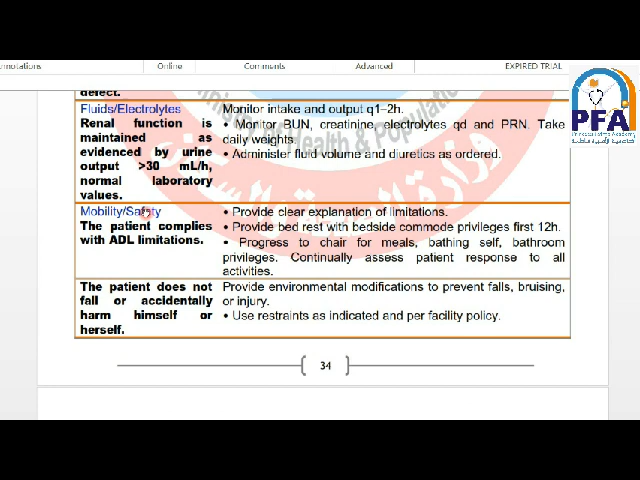 nnotations Online Comments Advanced EXPIRED TRIAL
PFA
defect.
Fluids/Electrolytes
Renal function is
maintained as
evidenced by urine
output >30 mL/h,
normal laboratory
values.
Monitor intake and output q1–2h.
• Monitor BUN, creatinine, electrolytes qd and PRN. Take
daily weights.
• Administer fluid volume and diuretics as ordered.
Mobility/Safety
The patient complies
with ADL limitations.
• Provide clear explanation of limitations.
• Provide bed rest with bedside commode privileges first 12h.
• Progress to chair for meals, bathing self, bathroom
privileges. Continually assess patient response to all
activities.
The patient does not
fall or accidentally
harm himself or
herself.
Provide environmental modifications to prevent falls, bruising,
or injury.
• Use restraints as indicated and per facility policy.
34